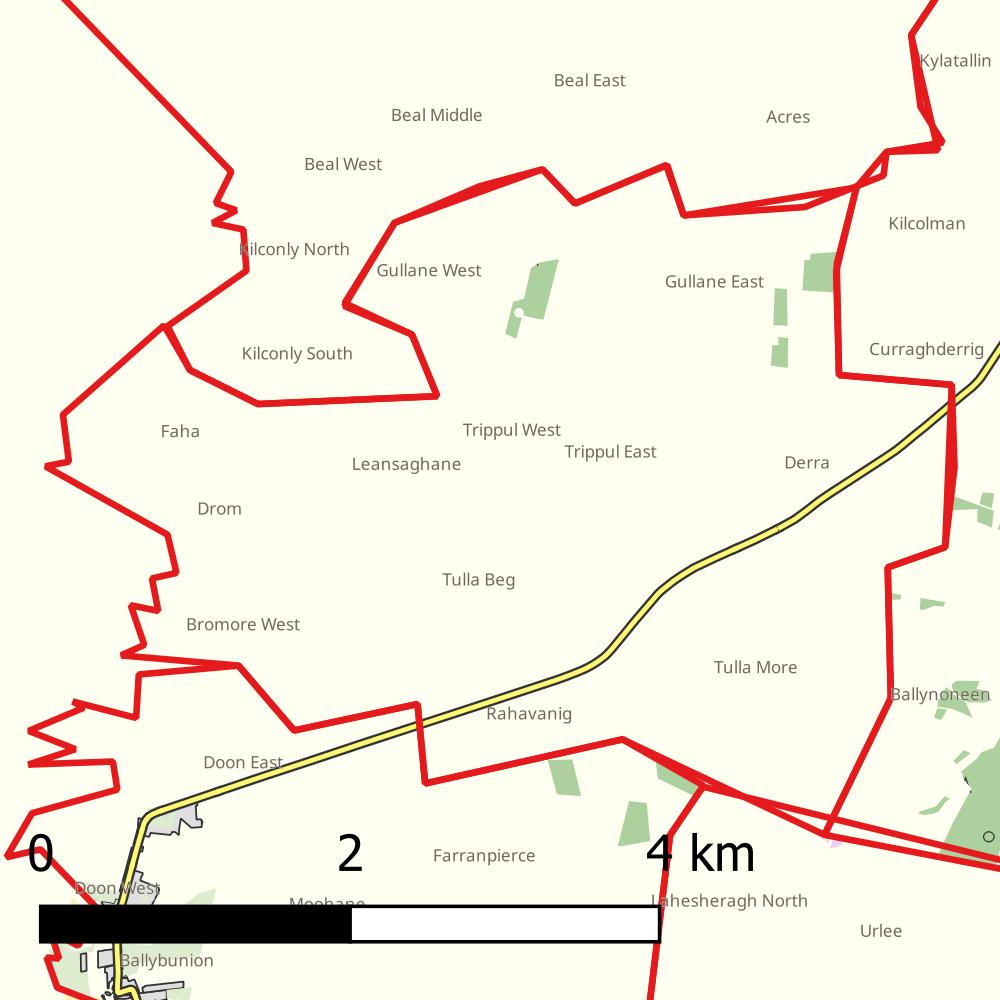 Kylatallin
Beal East
Beal Middle
Acres
Beal West
Kilcolman
Kilconly North
Gullane West
Gullane East
Curraghderrig
Kilconly South
Trippul West
Faha
Trippul East
Leansaghane
Derra
Drom
Tulla Beg
Bromore West
Tulla More
Ballynoneen
Rahavanig
Doon East
0 2 4 km
Farranpierce
Doon West
Moohane
Lahesheragh North
Urlee
Ballybunion